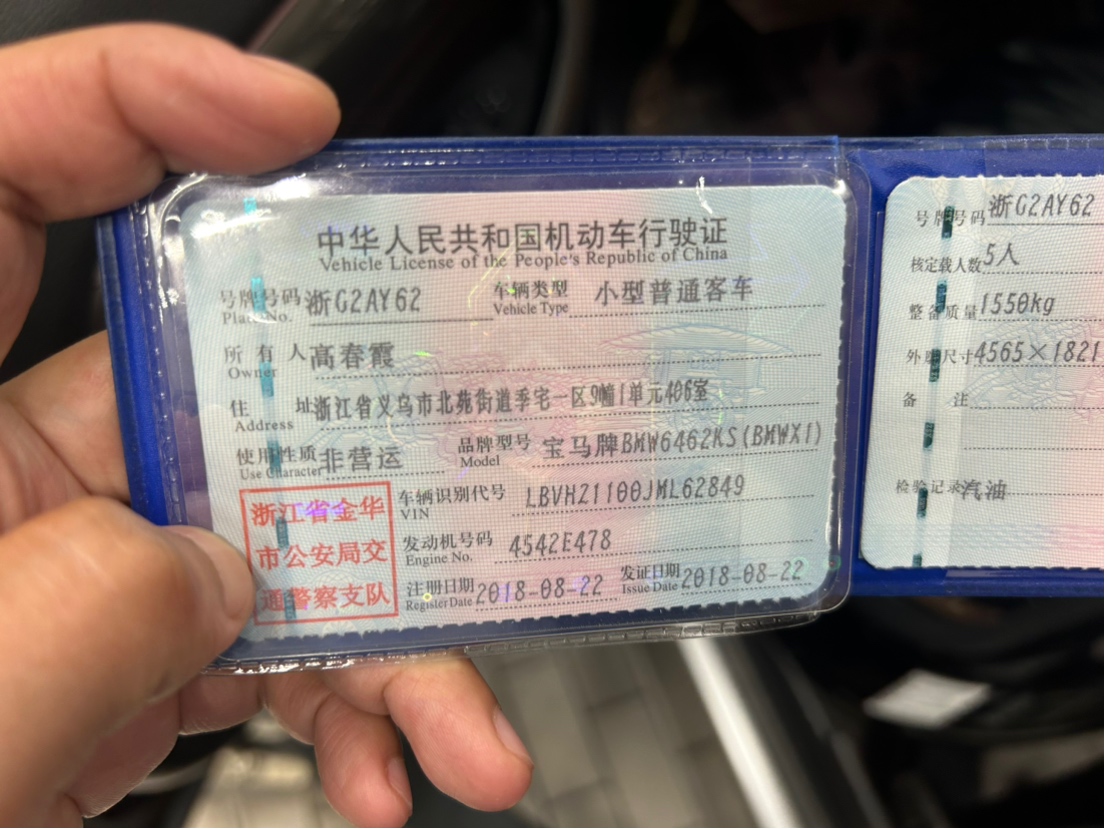 中华人民共和国机动车行驶证
Vehicle License of the People's Republic of China
号牌号码 浙G2AY62 车辆类型 小型普通客车
Plate No. Vehicle Type
所有人 高春霞
Owner
住址 浙江省义乌市北苑街道季宅一区9幢1单元406室
Address
使用性质 非营运 品牌型号 宝马牌BMW6462KS(BMWX1)
Use Character Model
浙江省金华
市公安局交
通警察支队
车辆识别代号 LBVHZ1100JML62849
VIN
发动机号码 4542E478
Engine No.
注册日期 2018-08-22 发证日期 2018-08-22
Register Date Issue Date
号牌号码 浙G2AY62
核定载人数 5人
整备质量 1550kg
外廓尺寸 4565×1821
备注
检验记录 汽油